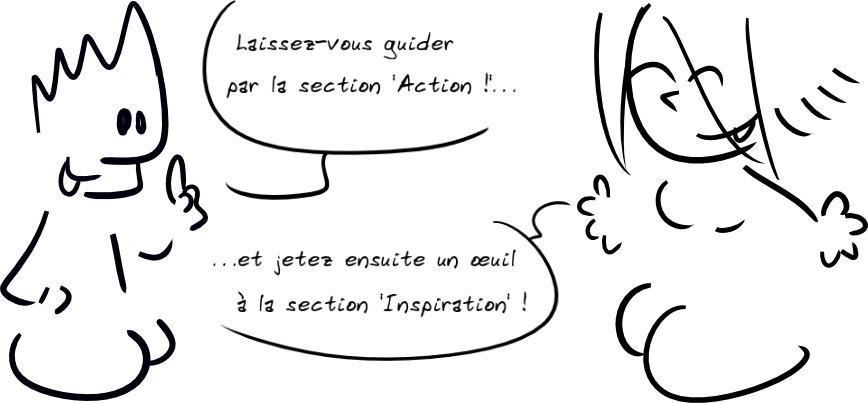 Laissez-vous guider
par la section 'Action !'...
...et jetez ensuite un œuil
à la section 'Inspiration' !